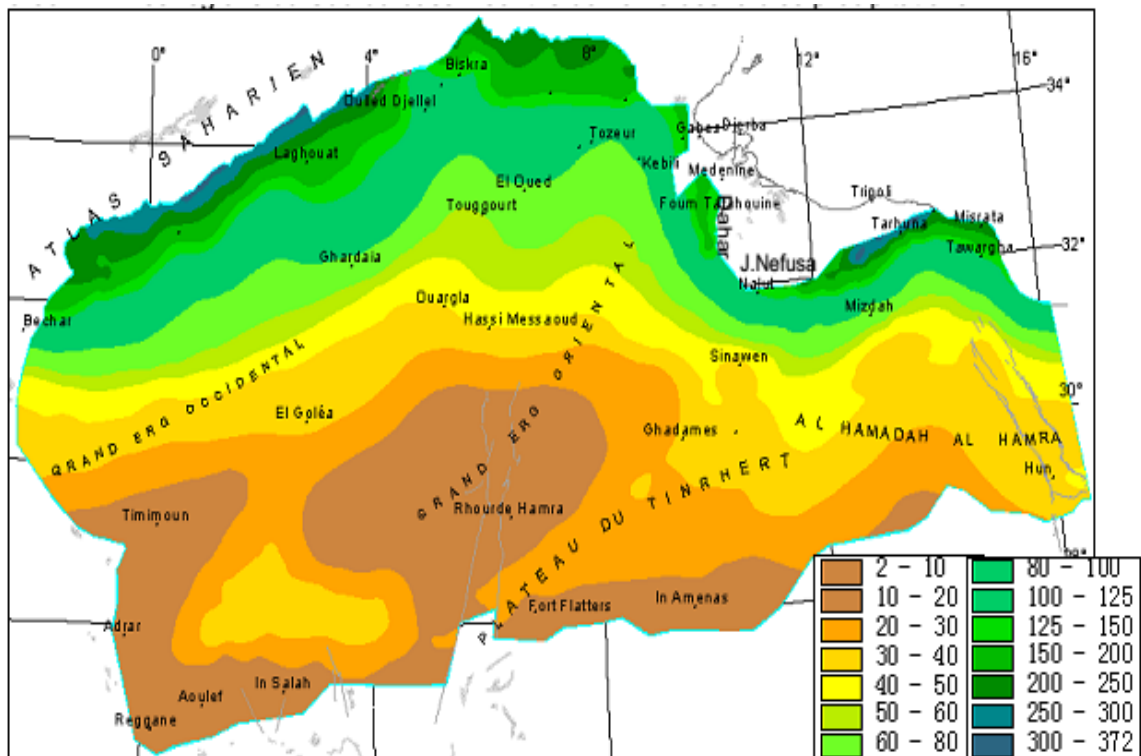 0°
4°
8°
12°
16°
34°
Biskra
ATLAS SAHARIEN
Oulled Djellel
Laghouat
Tozeur
Gabes
Djerba
Kebili
Medenine
El Oued
Touggourt
Tripoli
Dahar
Tarhuna
Misrata
Tawargha
32°
Ghardaia
J.Nefusa
Nalut
Ouargla
Mizdah
Bechar
Hassi Messaoud
Sinawen
GRAND ERG OCCIDENTAL
GRAND ERG ORIENTAL
30°
El Goléa
Ghadames
AL HAMADAH AL HAMRA
Hun
Timimoun
Rhourde Hamra
PLATEAU DU TINRHERT
Fort Flatters
In Amenas
Adrar
Aoulef
In Salah
Reggane
2 - 10
10 - 20
20 - 30
30 - 40
40 - 50
50 - 60
60 - 80
80 - 100
100 - 125
125 - 150
150 - 200
200 - 250
250 - 300
300 - 372